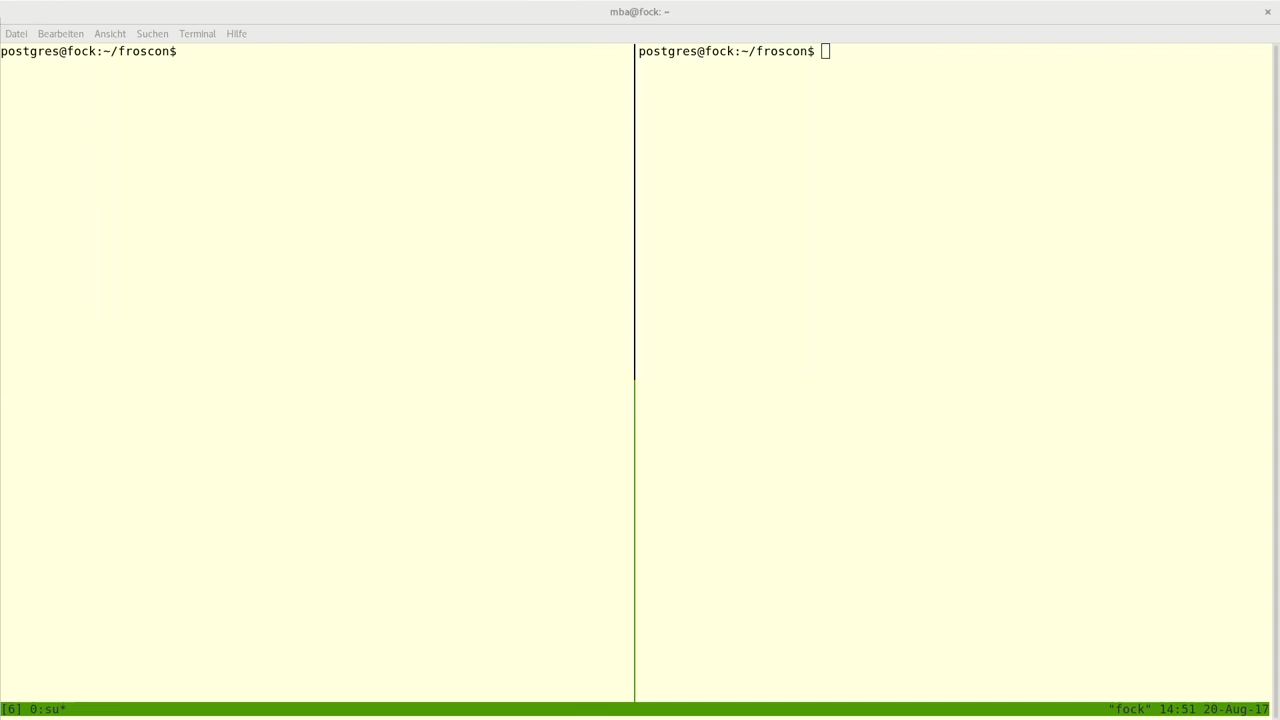 mba@fock: ~
×
Datei Bearbeiten Ansicht Suchen Terminal Hilfe
postgres@fock:~/froscon$
postgres@fock:~/froscon$
[6] 0:su*
"fock" 14:51 20-Aug-17